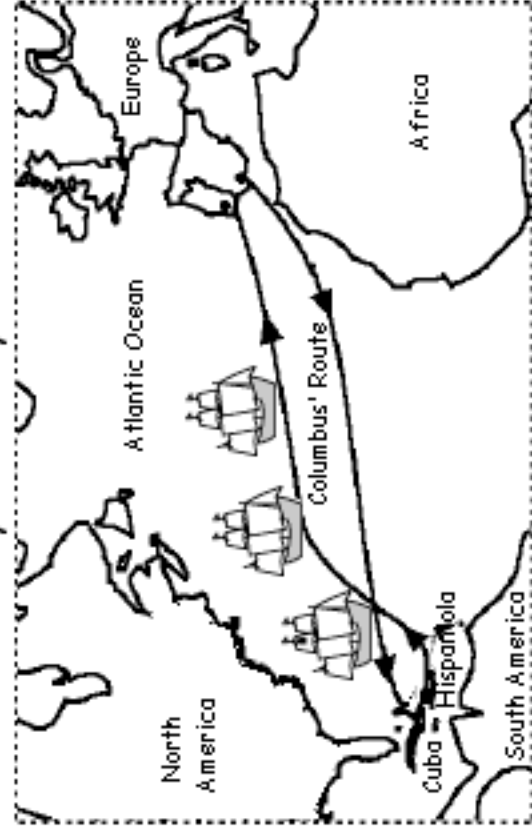 Europe
Atlantic Ocean
North
America
Africa
Columbus' Route
Hispaniola
Cuba
South America